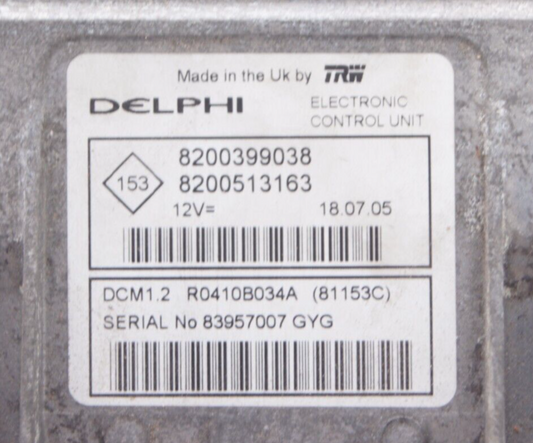 Made in the Uk by TRW
DELPHI
ELECTRONIC
CONTROL UNIT
153
8200399038
8200513163
12V= 18.07.05
DCM1.2 R0410B034A (81153C)
SERIAL No 83957007 GYG